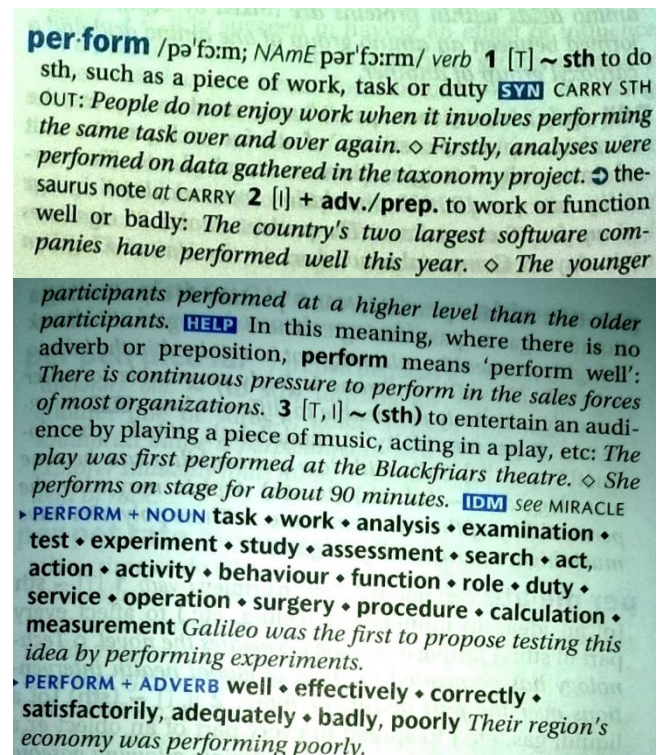 per·form /pəˈfɔːm; NAmE pərˈfɔːrm/ verb 1 [T] ~ sth to do
sth, such as a piece of work, task or duty SYN CARRY STH
OUT: People do not enjoy work when it involves performing
the same task over and over again. ◇ Firstly, analyses were
performed on data gathered in the taxonomy project. ➲ the-
saurus note at CARRY 2 [I] + adv./prep. to work or function
well or badly: The country's two largest software com-
panies have performed well this year. ◇ The younger
participants performed at a higher level than the older
participants. HELP In this meaning, where there is no
adverb or preposition, perform means 'perform well':
There is continuous pressure to perform in the sales forces
of most organizations. 3 [T, I] ~ (sth) to entertain an audi-
ence by playing a piece of music, acting in a play, etc: The
play was first performed at the Blackfriars theatre. ◇ She
performs on stage for about 90 minutes. IDM see MIRACLE
▸ PERFORM + NOUN task ⬥ work ⬥ analysis ⬥ examination ⬥
test ⬥ experiment ⬥ study ⬥ assessment ⬥ search ⬥ act,
action ⬥ activity ⬥ behaviour ⬥ function ⬥ role ⬥ duty ⬥
service ⬥ operation ⬥ surgery ⬥ procedure ⬥ calculation ⬥
measurement Galileo was the first to propose testing this
idea by performing experiments.
▸ PERFORM + ADVERB well ⬥ effectively ⬥ correctly ⬥
satisfactorily, adequately ⬥ badly, poorly Their region's
economy was performing poorly.